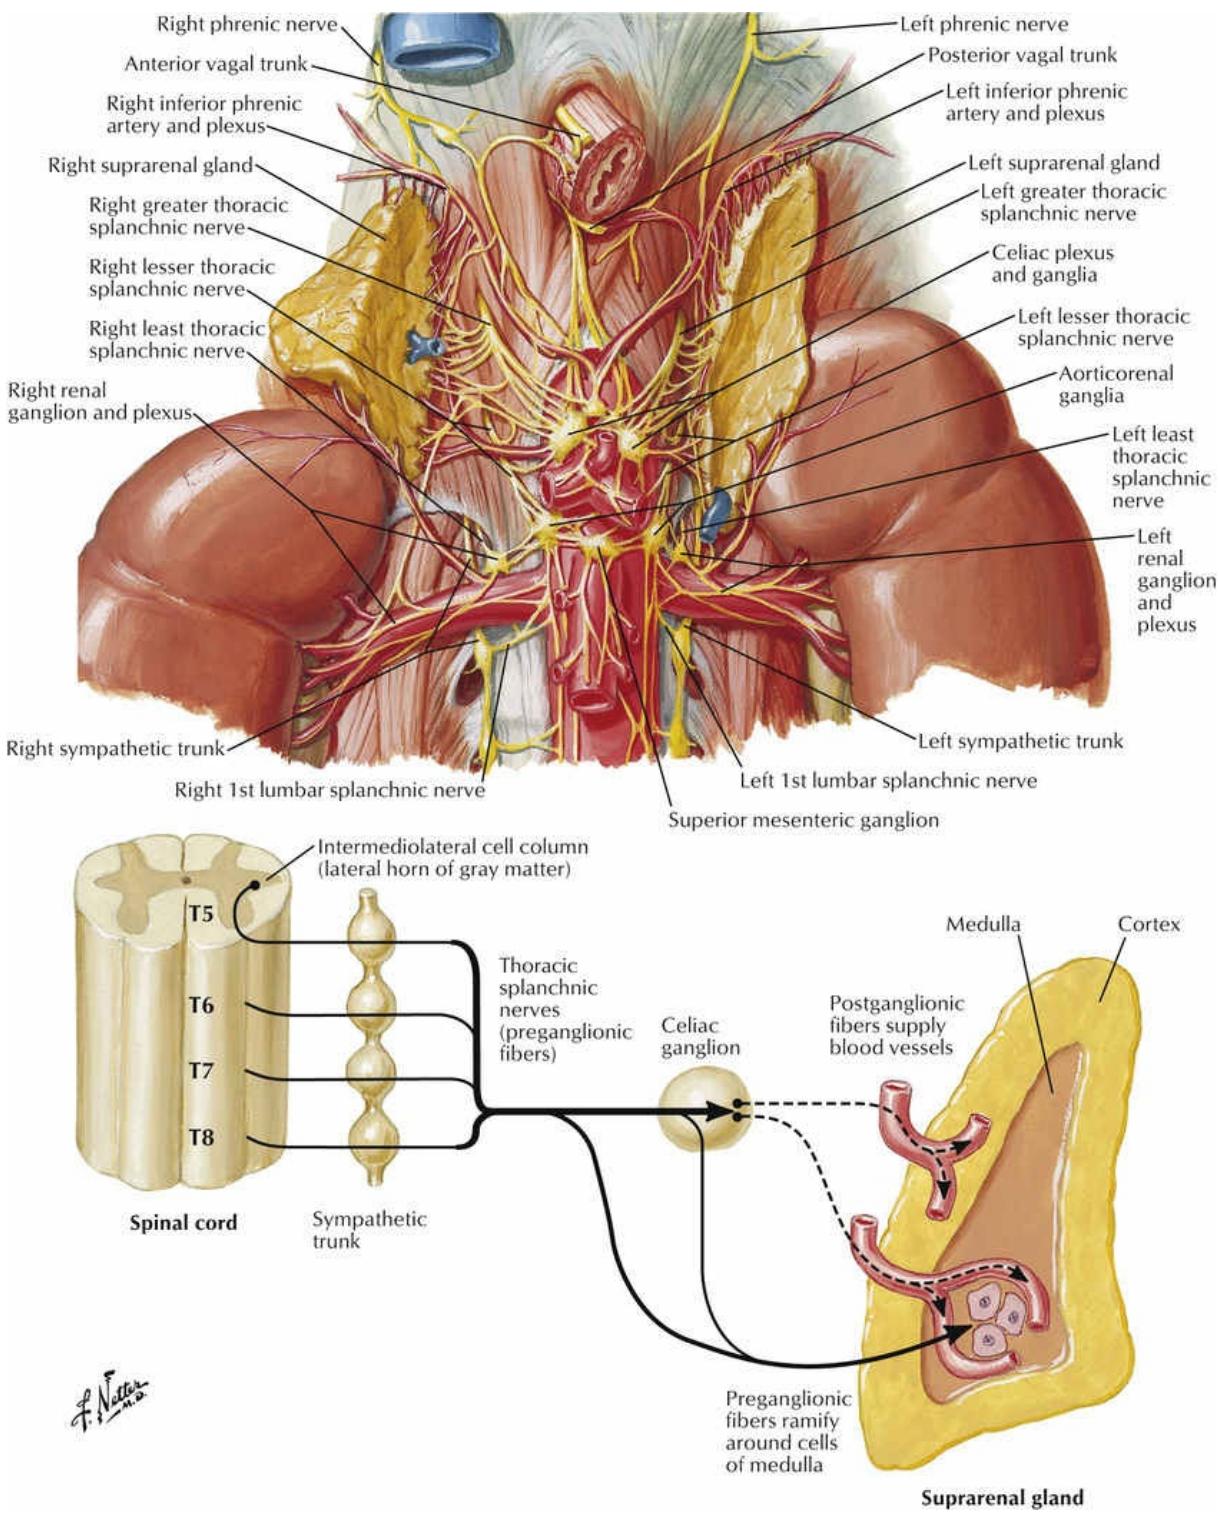 Right phrenic nerve
Anterior vagal trunk
Right inferior phrenic
artery and plexus
Right suprarenal gland
Right greater thoracic
splanchnic nerve
Right lesser thoracic
splanchnic nerve
Right least thoracic
splanchnic nerve
Right renal
ganglion and plexus
Right sympathetic trunk
Right 1st lumbar splanchnic nerve
Left phrenic nerve
Posterior vagal trunk
Left inferior phrenic
artery and plexus
Left suprarenal gland
Left greater thoracic
splanchnic nerve
Celiac plexus
and ganglia
Left lesser thoracic
splanchnic nerve
Aorticorenal
ganglia
Left least
thoracic
splanchnic
nerve
Left
renal
ganglion
and
plexus
Left sympathetic trunk
Left 1st lumbar splanchnic nerve
Superior mesenteric ganglion
Intermediolateral cell column
(lateral horn of gray matter)
T5
T6
T7
T8
Spinal cord
Sympathetic
trunk
Thoracic
splanchnic
nerves
(preganglionic
fibers)
Celiac
ganglion
Postganglionic
fibers supply
blood vessels
Medulla
Cortex
Preganglionic
fibers ramify
around cells
of medulla
Suprarenal gland
F. Netter
M.D.